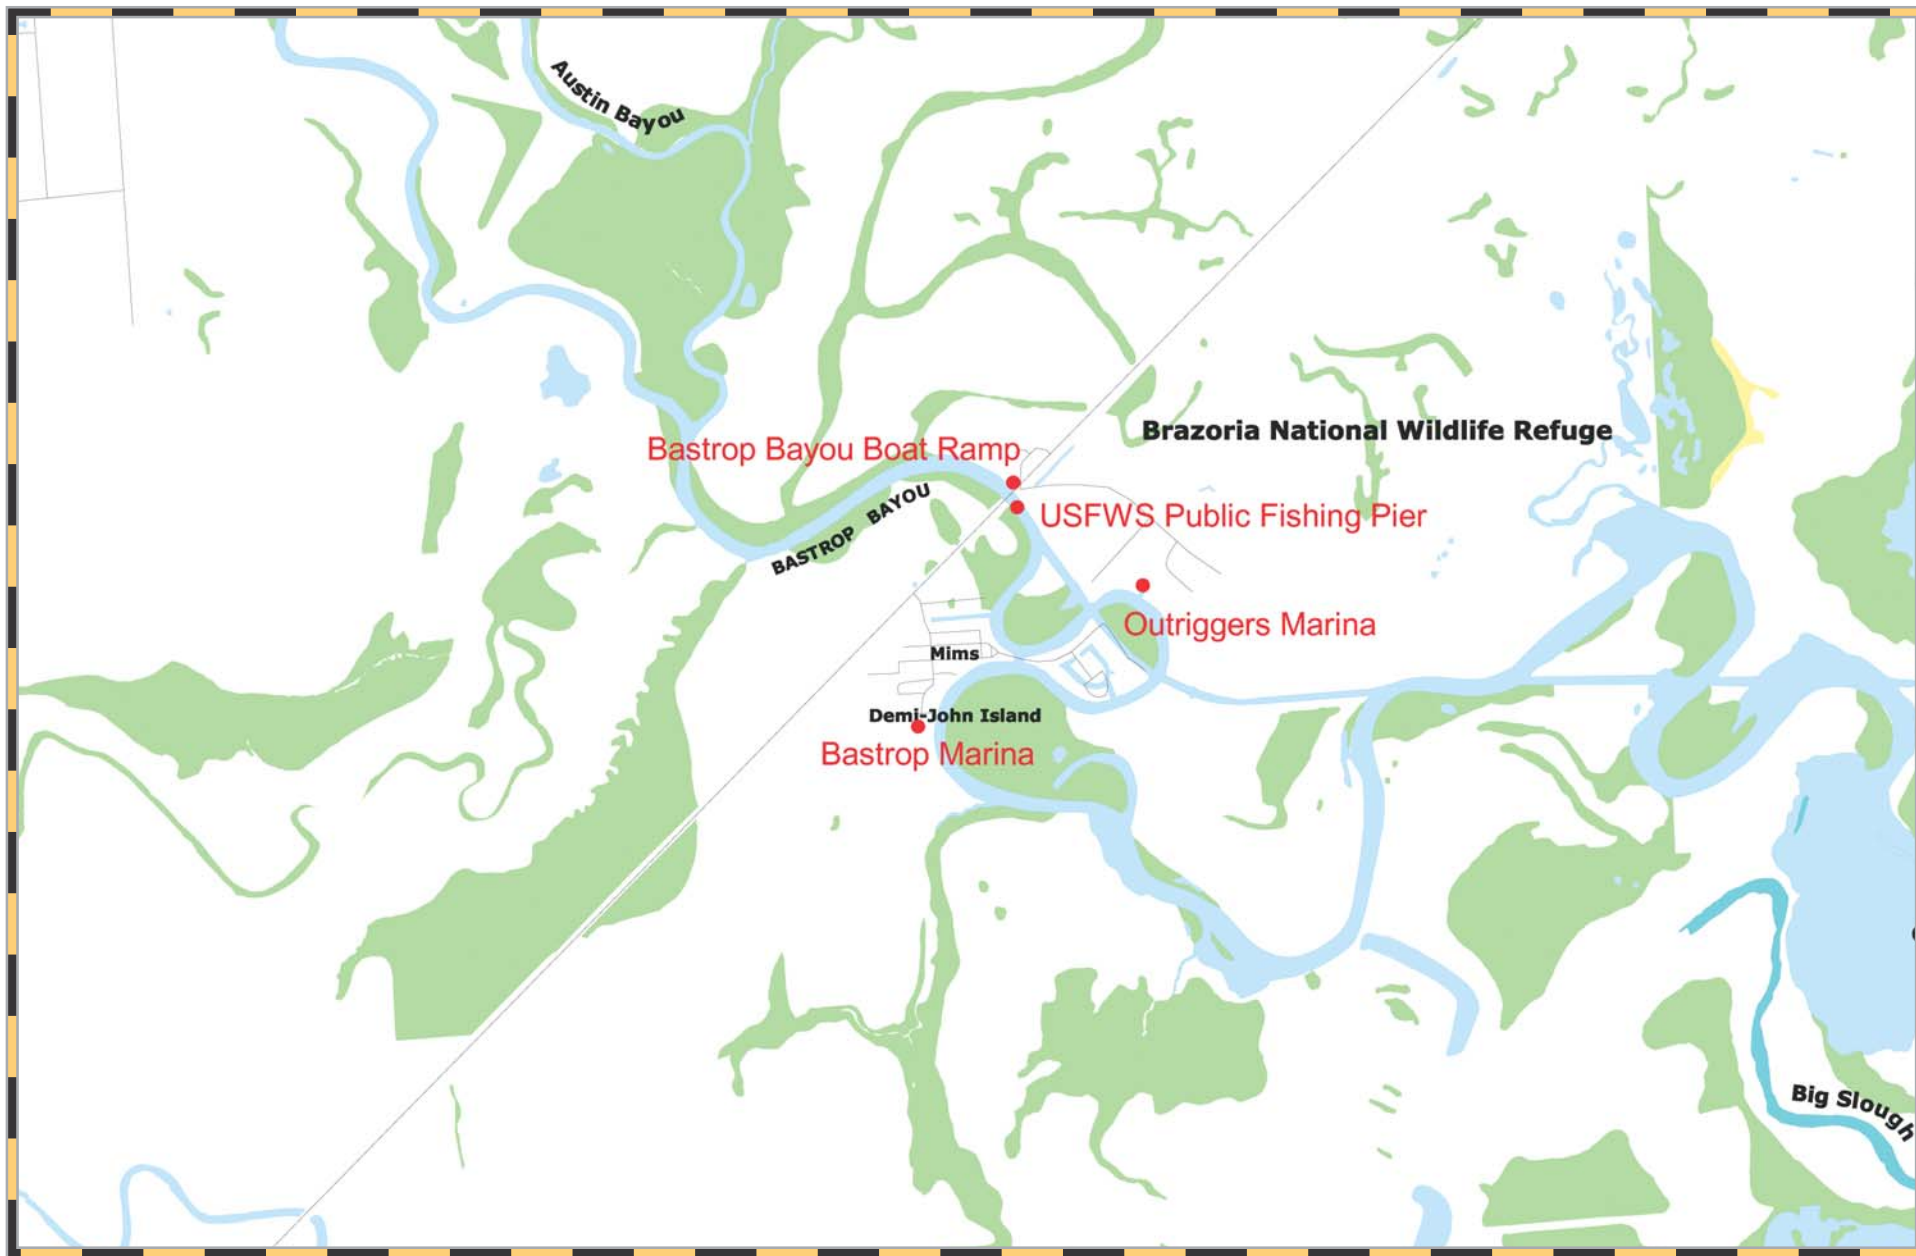 Austin Bayou
Brazoria National Wildlife Refuge
Bastrop Bayou Boat Ramp
BASTROP BAYOU
USFWS Public Fishing Pier
Outriggers Marina
Mims
Demi-John Island
Bastrop Marina
Big Slough